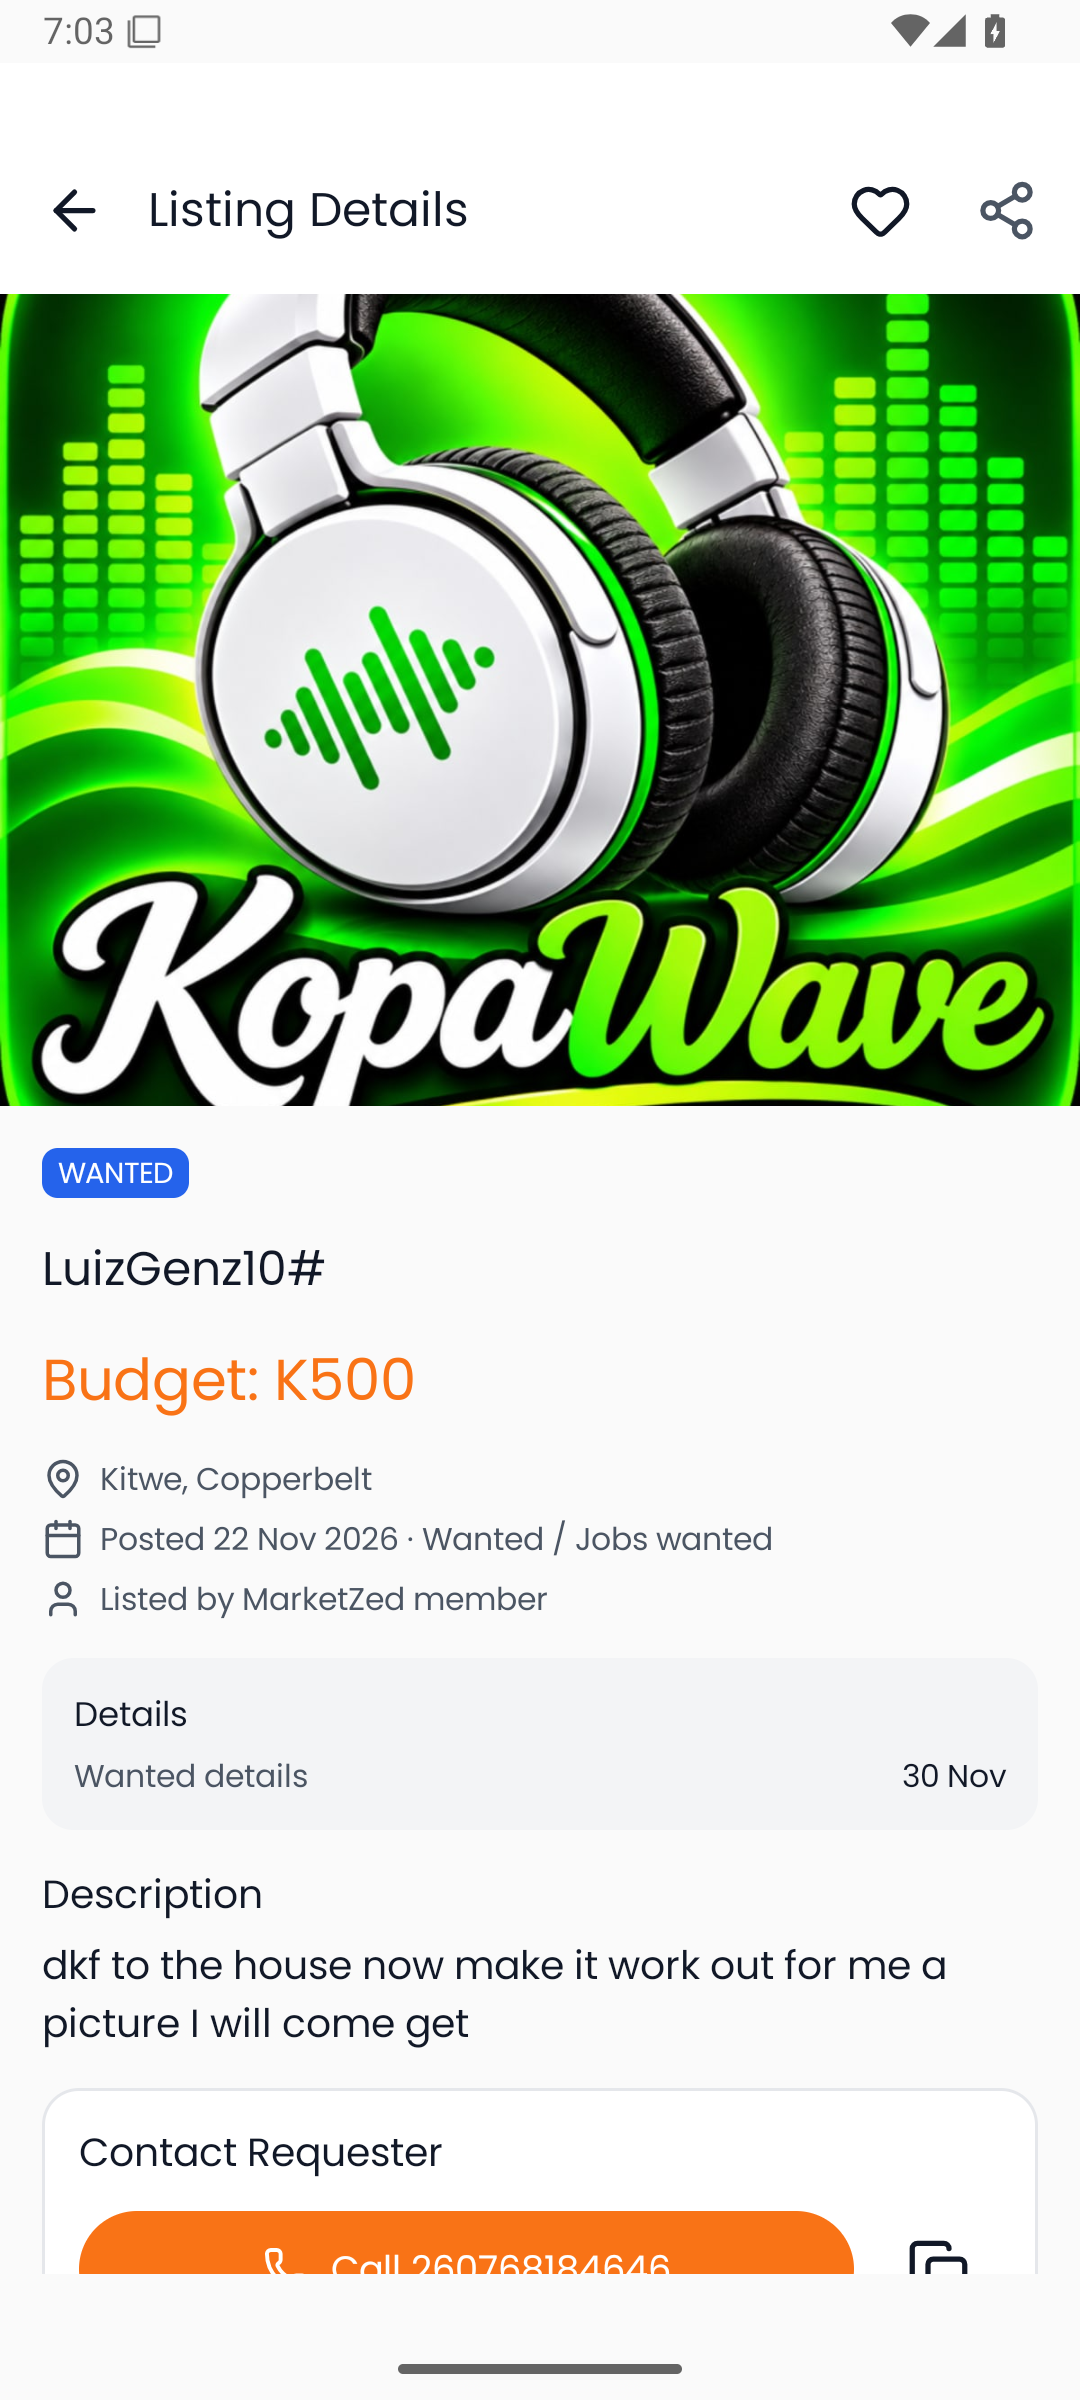 7:03
Listing Details
KopaWave
WANTED
LuizGenz10#
Budget: K500
Kitwe, Copperbelt
Posted 22 Nov 2026 · Wanted / Jobs wanted
Listed by MarketZed member
Details
Wanted details 30 Nov
Description
dkf to the house now make it work out for me a
picture I will come get
Contact Requester
Call 260768184646